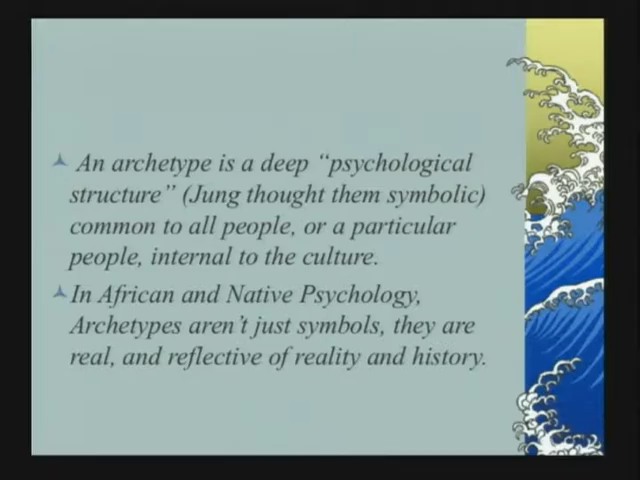 An archetype is a deep “psychological
structure” (Jung thought them symbolic)
common to all people, or a particular
people, internal to the culture.
In African and Native Psychology,
Archetypes aren’t just symbols, they are
real, and reflective of reality and history.